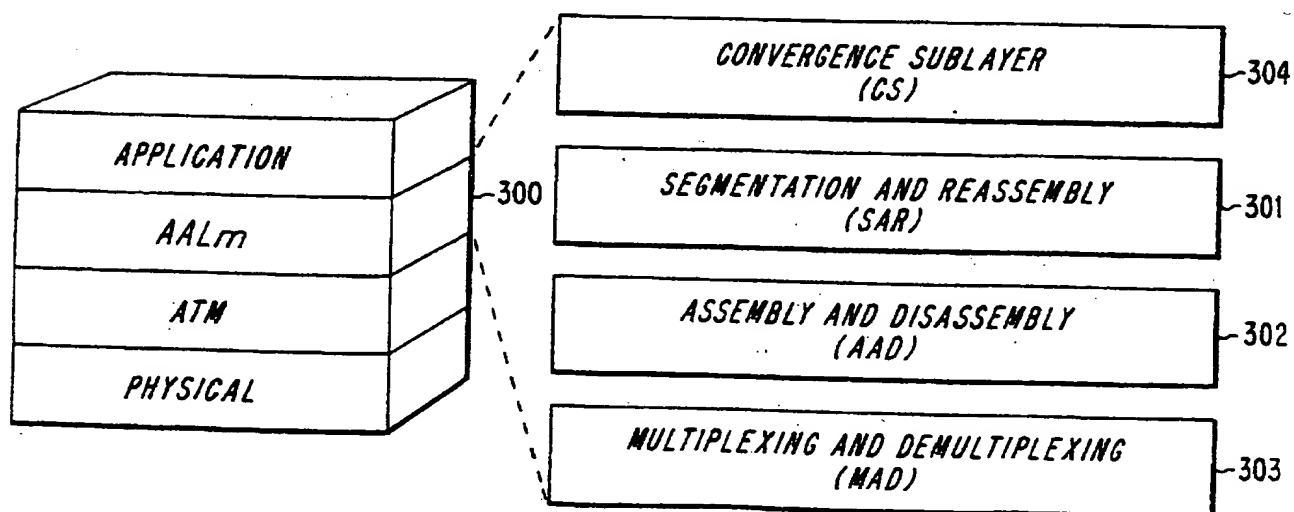 APPLICATION
AALm
ATM
PHYSICAL
300
CONVERGENCE SUBLAYER
(CS)
304
SEGMENTATION AND REASSEMBLY
(SAR)
301
ASSEMBLY AND DISASSEMBLY
(AAD)
302
MULTIPLEXING AND DEMULTIPLEXING
(MAD)
303